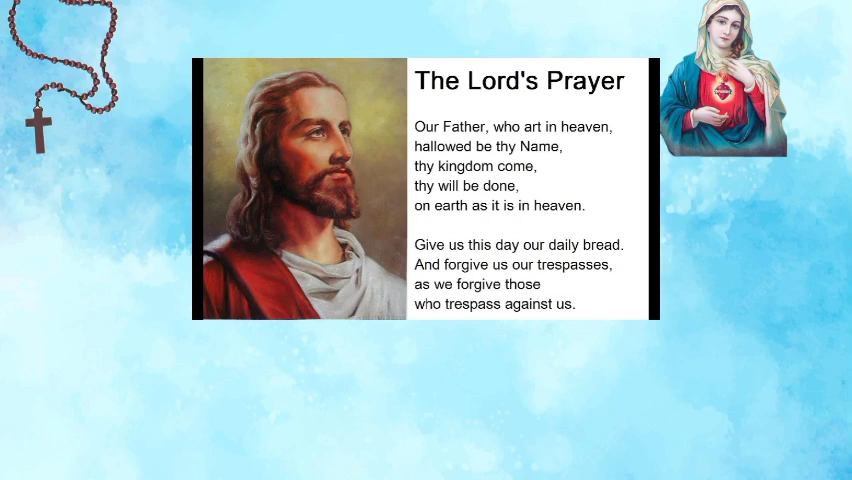 The Lord's Prayer
Our Father, who art in heaven,
hallowed be thy Name,
thy kingdom come,
thy will be done,
on earth as it is in heaven.
Give us this day our daily bread.
And forgive us our trespasses,
as we forgive those
who trespass against us.